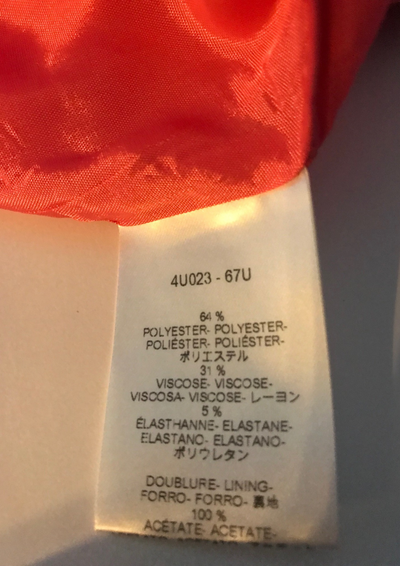 4U023 - 67U
64 %
POLYESTER- POLYESTER-
POLIÉSTER- POLIÉSTER-
ポリエステル
31 %
VISCOSE- VISCOSE-
VISCOSA- VISCOSE- レーヨン
5 %
ÉLASTHANNE- ELASTANE-
ELASTANO- ELASTANO-
ポリウレタン
DOUBLURE- LINING-
FORRO- FORRO- 裏地
100 %
ACÉTATE- ACETATE-